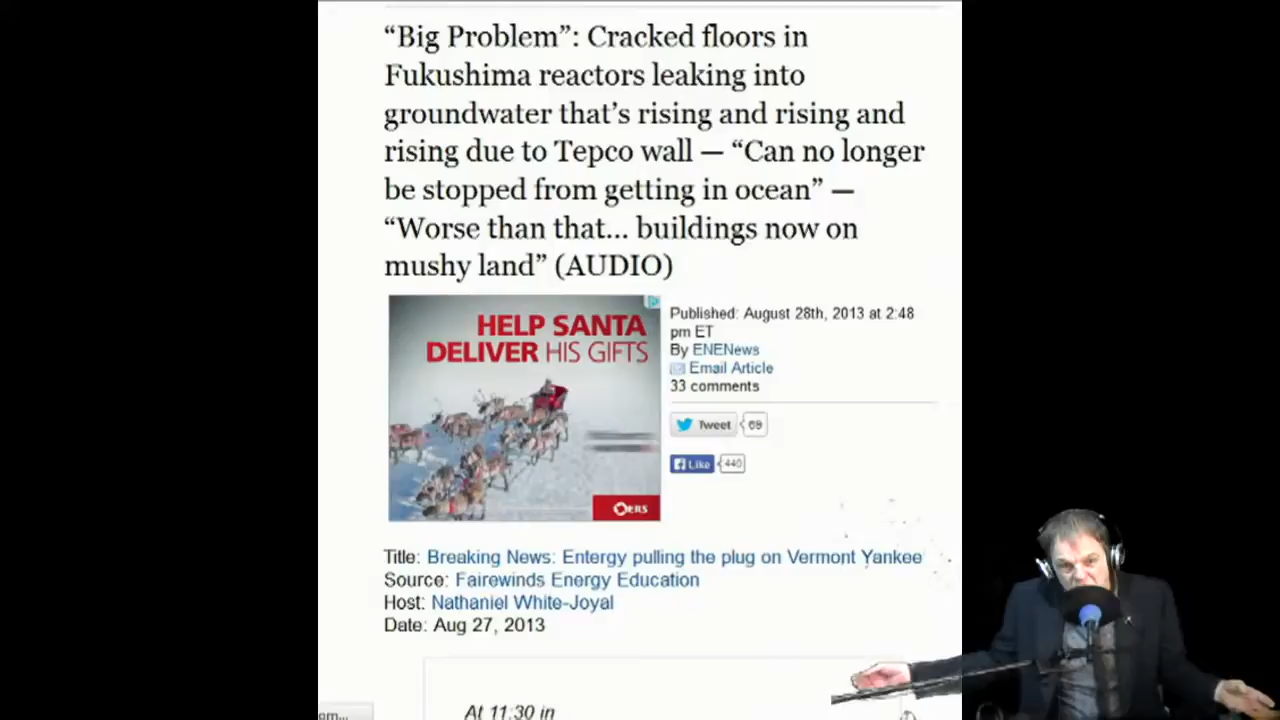 “Big Problem”: Cracked floors in
Fukushima reactors leaking into
groundwater that’s rising and rising and
rising due to Tepco wall — “Can no longer
be stopped from getting in ocean” —
“Worse than that... buildings now on
mushy land” (AUDIO)
HELP SANTA
DELIVER HIS GIFTS
Published: August 28th, 2013 at 2:48
pm ET
By ENENews
Email Article
33 comments
Tweet 69
Like 440
Title: Breaking News: Entergy pulling the plug on Vermont Yankee
Source: Fairewinds Energy Education
Host: Nathaniel White-Joyal
Date: Aug 27, 2013
At 11:30 in